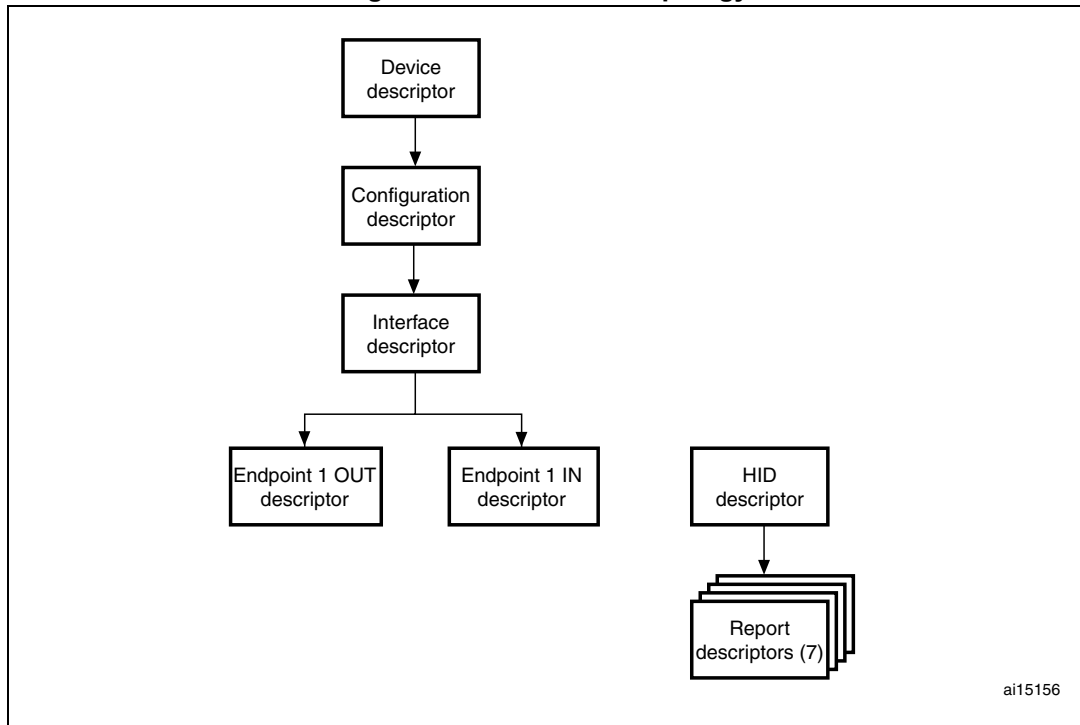 Device
descriptor
Configuration
descriptor
Interface
descriptor
Endpoint 1 OUT
descriptor
Endpoint 1 IN
descriptor
HID
descriptor
Report
descriptors (7)
ai15156